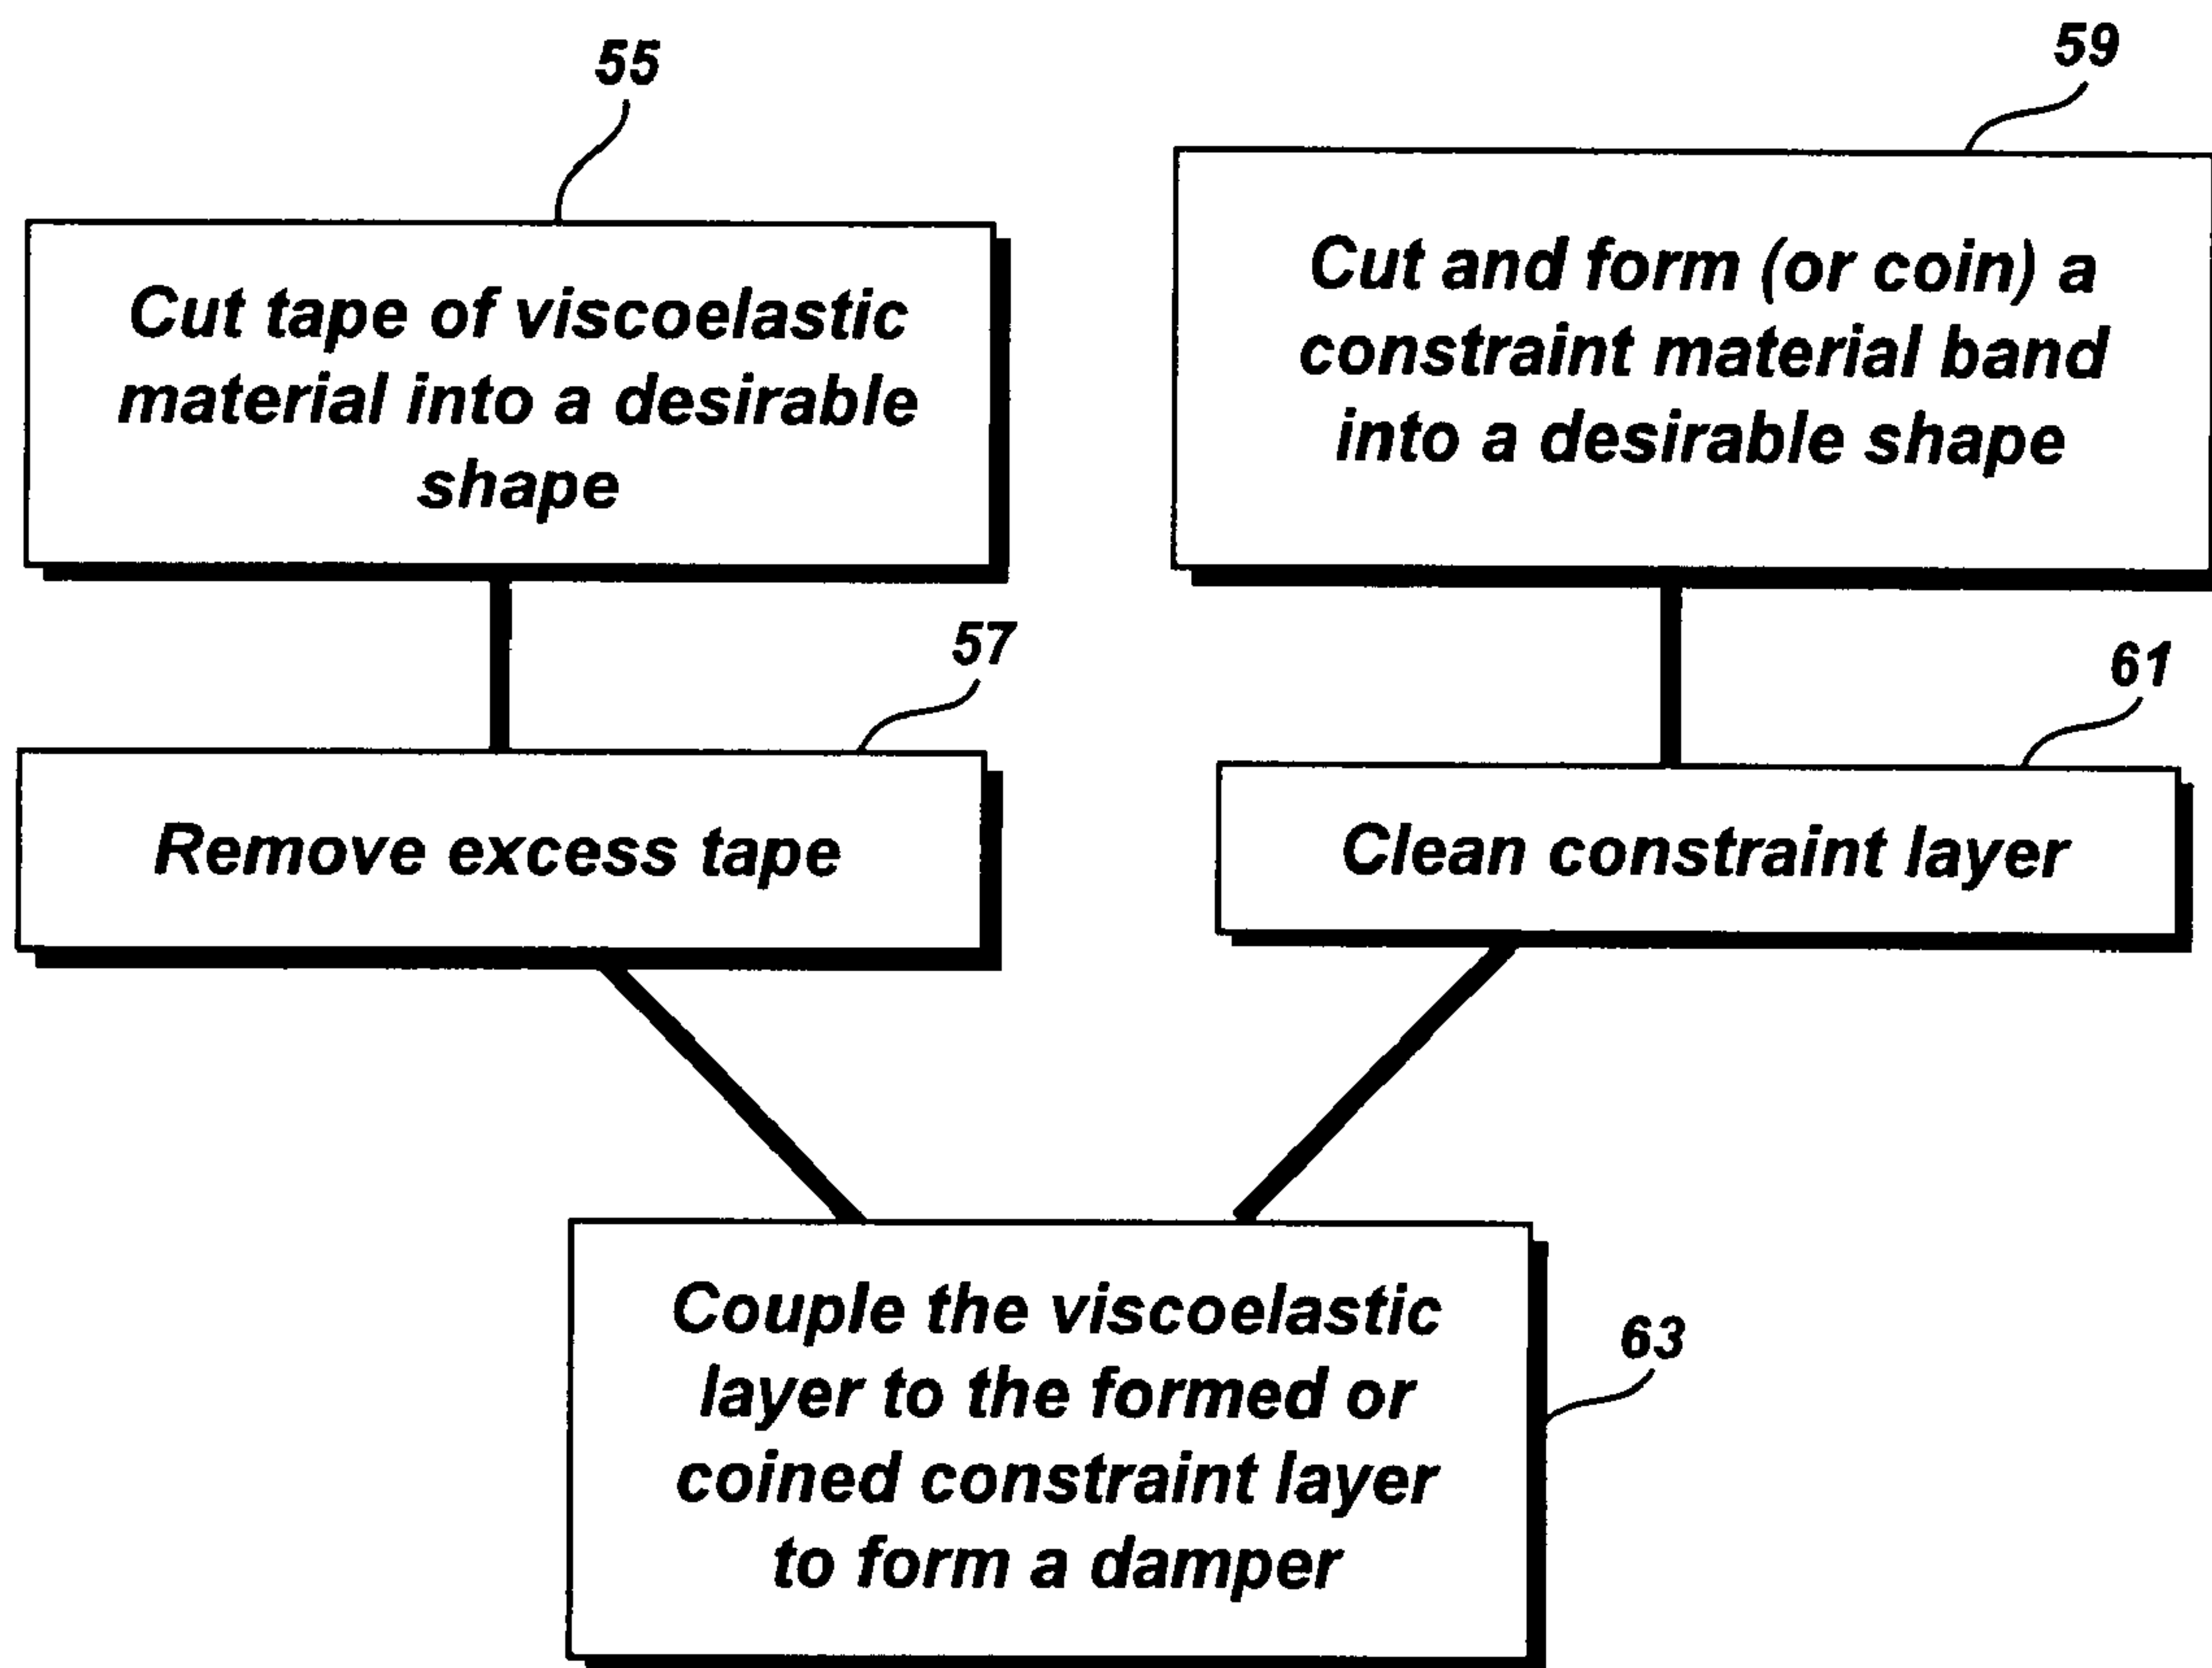 55
Cut tape of viscoelastic
material into a desirable
shape
57
Remove excess tape
59
Cut and form (or coin) a
constraint material band
into a desirable shape
61
Clean constraint layer
63
Couple the viscoelastic
layer to the formed or
coined constraint layer
to form a damper